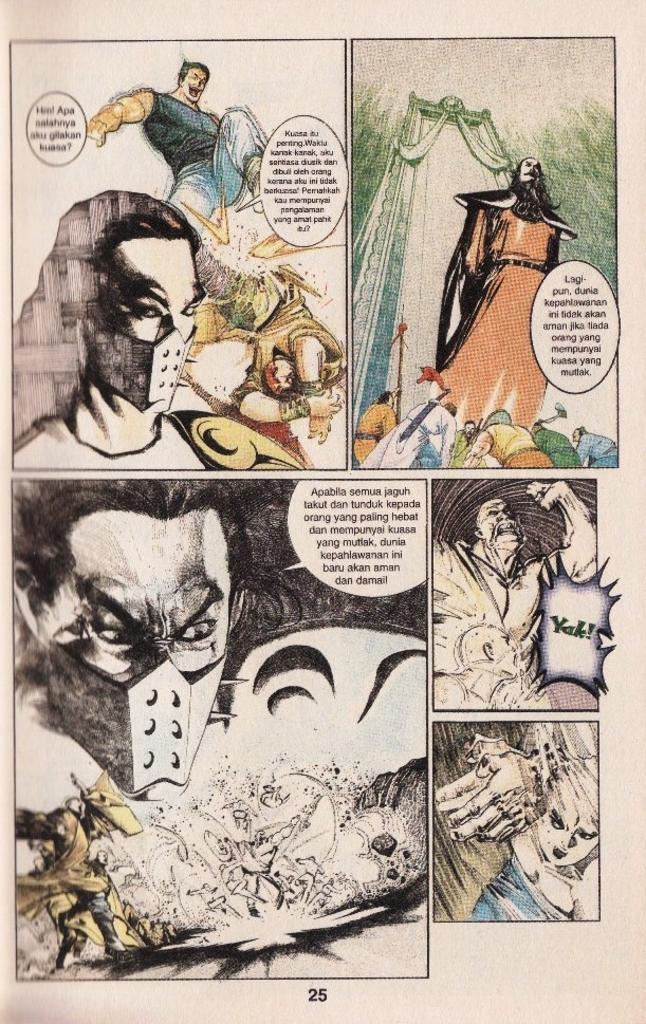 Hm! Apa
salahnya
aku gilakan
kuasa?
Kuasa itu
penting.Waktu
kanak-kanak, aku
sentiasa diusik dan
dibuli oleh orang
kerana aku ini tidak
berkuasa! Pernahkah
kau mempunyai
pengalaman
yang amat pahit
itu?
Lagi-
pun, dunia
kepahlawanan
ini tidak akan
aman jika tiada
orang yang
mempunyai
kuasa yang
mutlak.
Apabila semua jaguh
takut dan tunduk kepada
orang yang paling hebat
dan mempunyai kuasa
yang mutlak, dunia
kepahlawanan ini
baru akan aman
dan damai!
Yak!
25